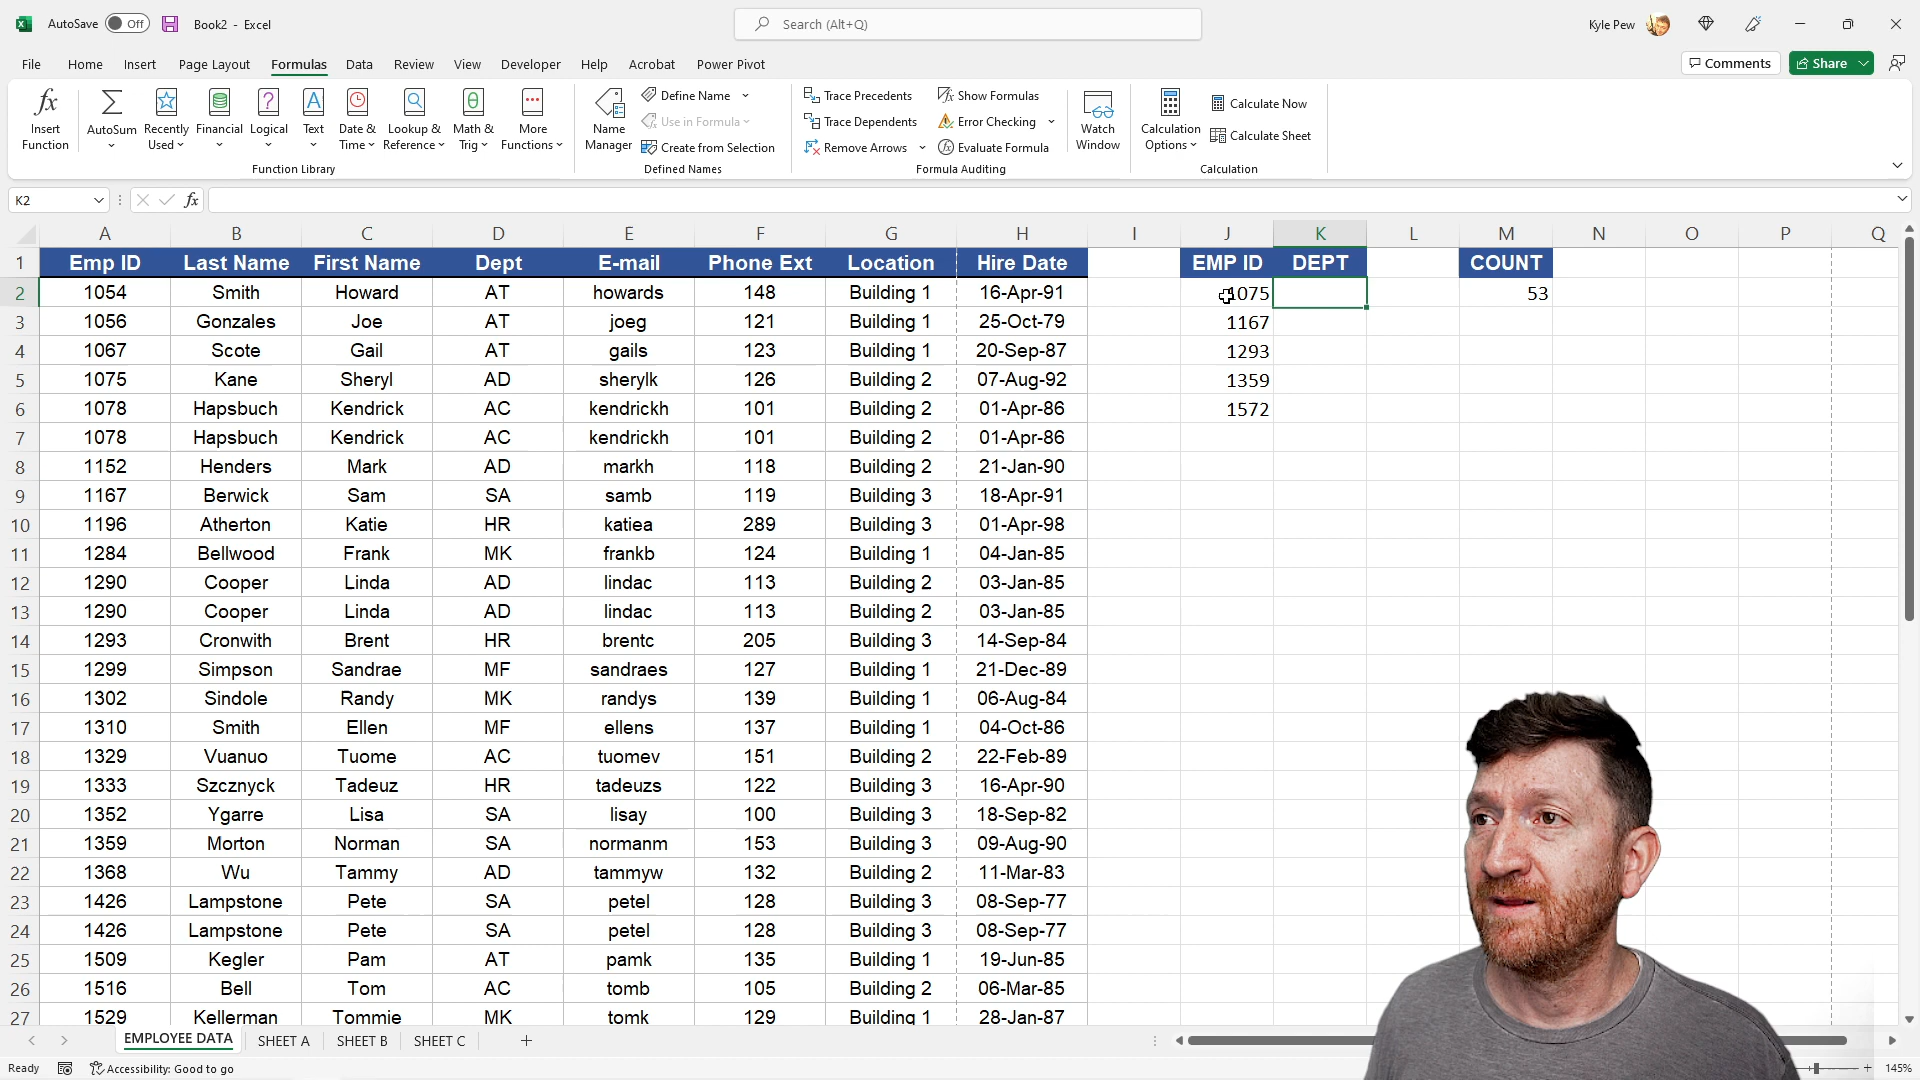 AutoSave Off Book2 - Excel Search (Alt+Q) Kyle Pew
File Home Insert Page Layout Formulas Data Review View Developer Help Acrobat Power Pivot Comments Share
Insert Function AutoSum Recently Used Financial Logical Text Date & Time Lookup & Reference Math & Trig More Functions Function Library
Name Manager Define Name Use in Formula Create from Selection Defined Names
Trace Precedents Trace Dependents Remove Arrows Show Formulas Error Checking Evaluate Formula Formula Auditing
Watch Window Calculation Options Calculate Now Calculate Sheet Calculation
K2 fx
A B C D E F G H I J K L M N O P Q
1 Emp ID Last Name First Name Dept E-mail Phone Ext Location Hire Date EMP ID DEPT COUNT
2 1054 Smith Howard AT howards 148 Building 1 16-Apr-91 1075 53
3 1056 Gonzales Joe AT joeg 121 Building 1 25-Oct-79 1167
4 1067 Scote Gail AT gails 123 Building 1 20-Sep-87 1293
5 1075 Kane Sheryl AD sherylk 126 Building 2 07-Aug-92 1359
6 1078 Hapsbuch Kendrick AC kendrickh 101 Building 2 01-Apr-86 1572
7 1078 Hapsbuch Kendrick AC kendrickh 101 Building 2 01-Apr-86
8 1152 Henders Mark AD markh 118 Building 2 21-Jan-90
9 1167 Berwick Sam SA samb 119 Building 3 18-Apr-91
10 1196 Atherton Katie HR katiea 289 Building 3 01-Apr-98
11 1284 Bellwood Frank MK frankb 124 Building 1 04-Jan-85
12 1290 Cooper Linda AD lindac 113 Building 2 03-Jan-85
13 1290 Cooper Linda AD lindac 113 Building 2 03-Jan-85
14 1293 Cronwith Brent HR brentc 205 Building 3 14-Sep-84
15 1299 Simpson Sandrae MF sandraes 127 Building 1 21-Dec-89
16 1302 Sindole Randy MK randys 139 Building 1 06-Aug-84
17 1310 Smith Ellen MF ellens 137 Building 1 04-Oct-86
18 1329 Vuanuo Tuome AC tuomev 151 Building 2 22-Feb-89
19 1333 Szcznyck Tadeuz HR tadeuzs 122 Building 3 16-Apr-90
20 1352 Ygarre Lisa SA lisay 100 Building 3 18-Sep-82
21 1359 Morton Norman SA normanm 153 Building 3 09-Aug-90
22 1368 Wu Tammy AD tammyw 132 Building 2 11-Mar-83
23 1426 Lampstone Pete SA petel 128 Building 3 08-Sep-77
24 1426 Lampstone Pete SA petel 128 Building 3 08-Sep-77
25 1509 Kegler Pam AT pamk 135 Building 1 19-Jun-85
26 1516 Bell Tom AC tomb 105 Building 2 06-Mar-85
27 1529 Kellerman Tommie MK tomk 129 Building 1 28-Jan-87
EMPLOYEE DATA SHEET A SHEET B SHEET C
Ready Accessibility: Good to go 145%